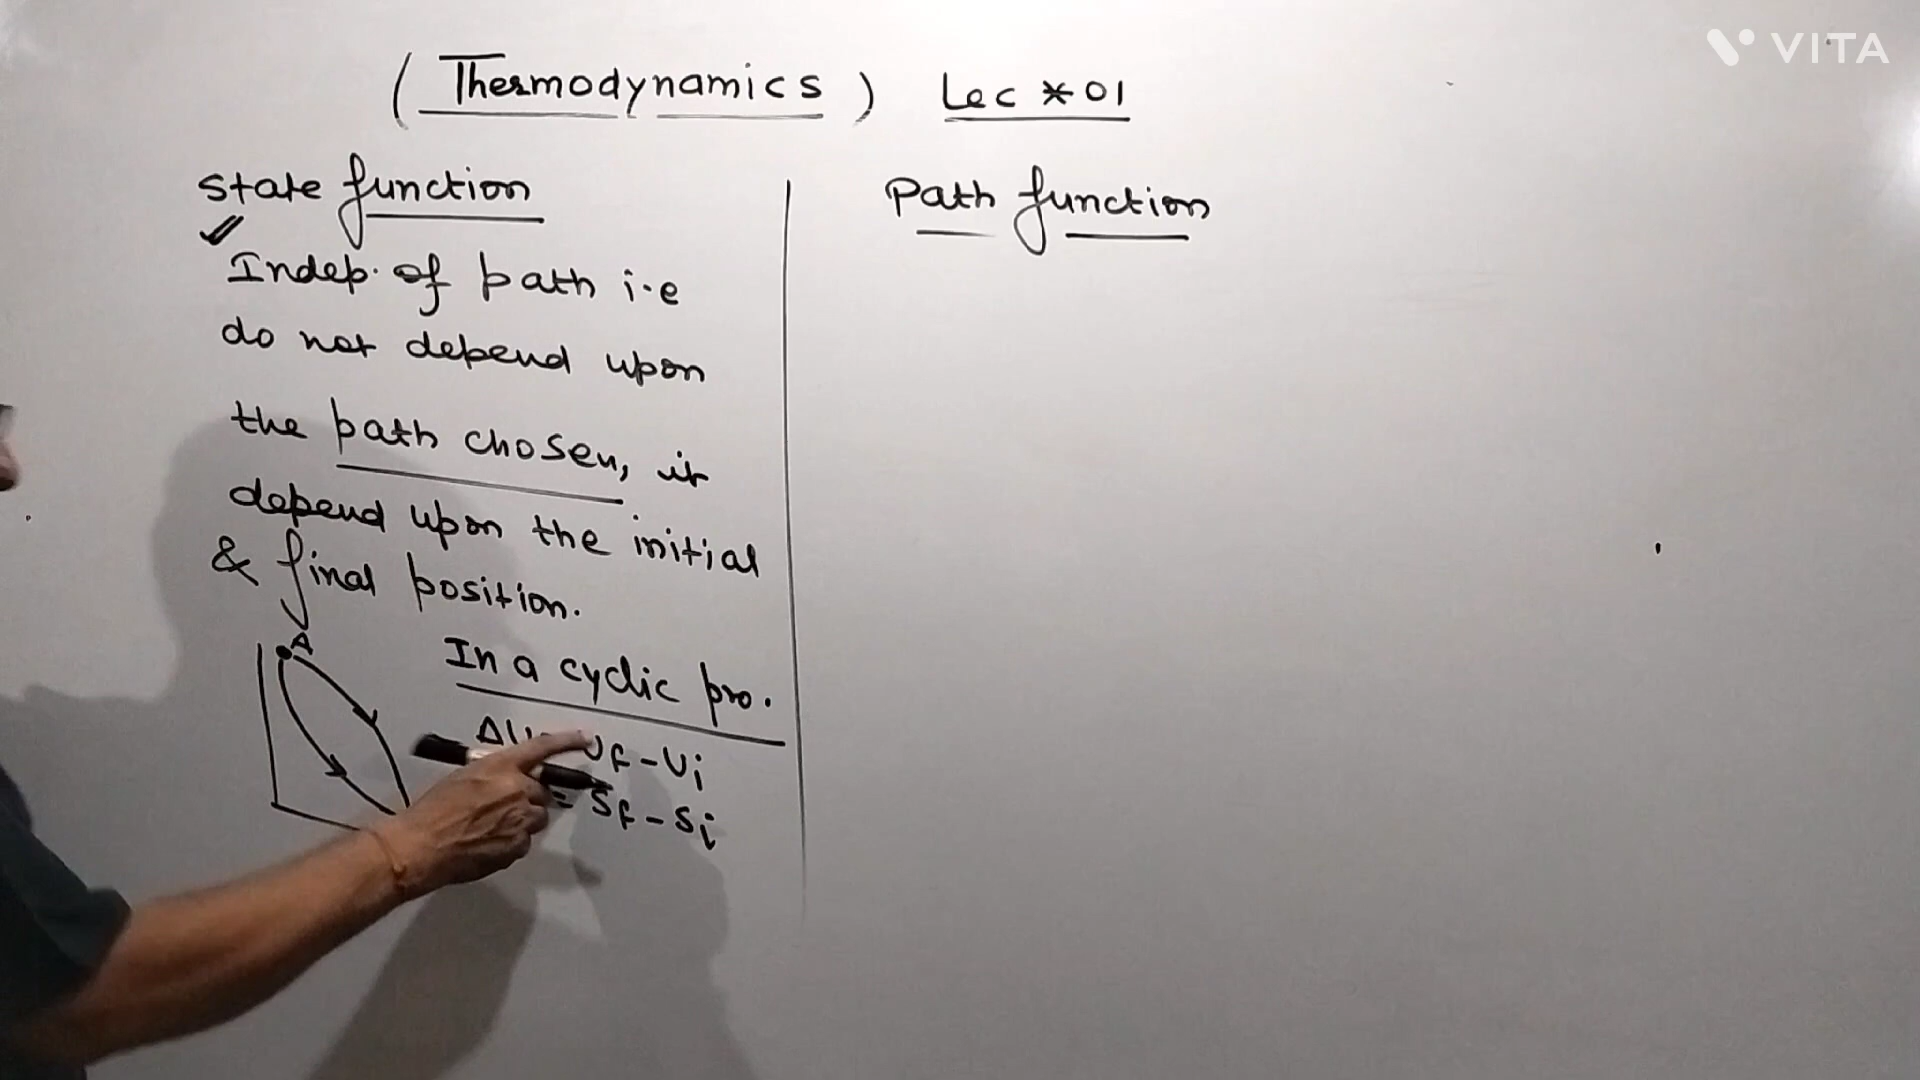 VITA
( Thermodynamics ) Lec * 01
State function
Indep. of path i.e
do not depend upon
the path chosen, it
depend upon the initial
& final position.
A
In a cyclic pro.
ΔU Uf - Ui
= Sf - Si
Path function